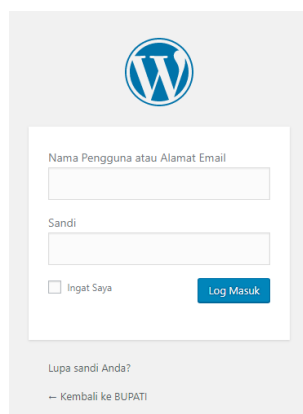 Nama Pengguna atau Alamat Email
Sandi
Ingat Saya
Log Masuk
Lupa sandi Anda?
← Kembali ke BUPATI